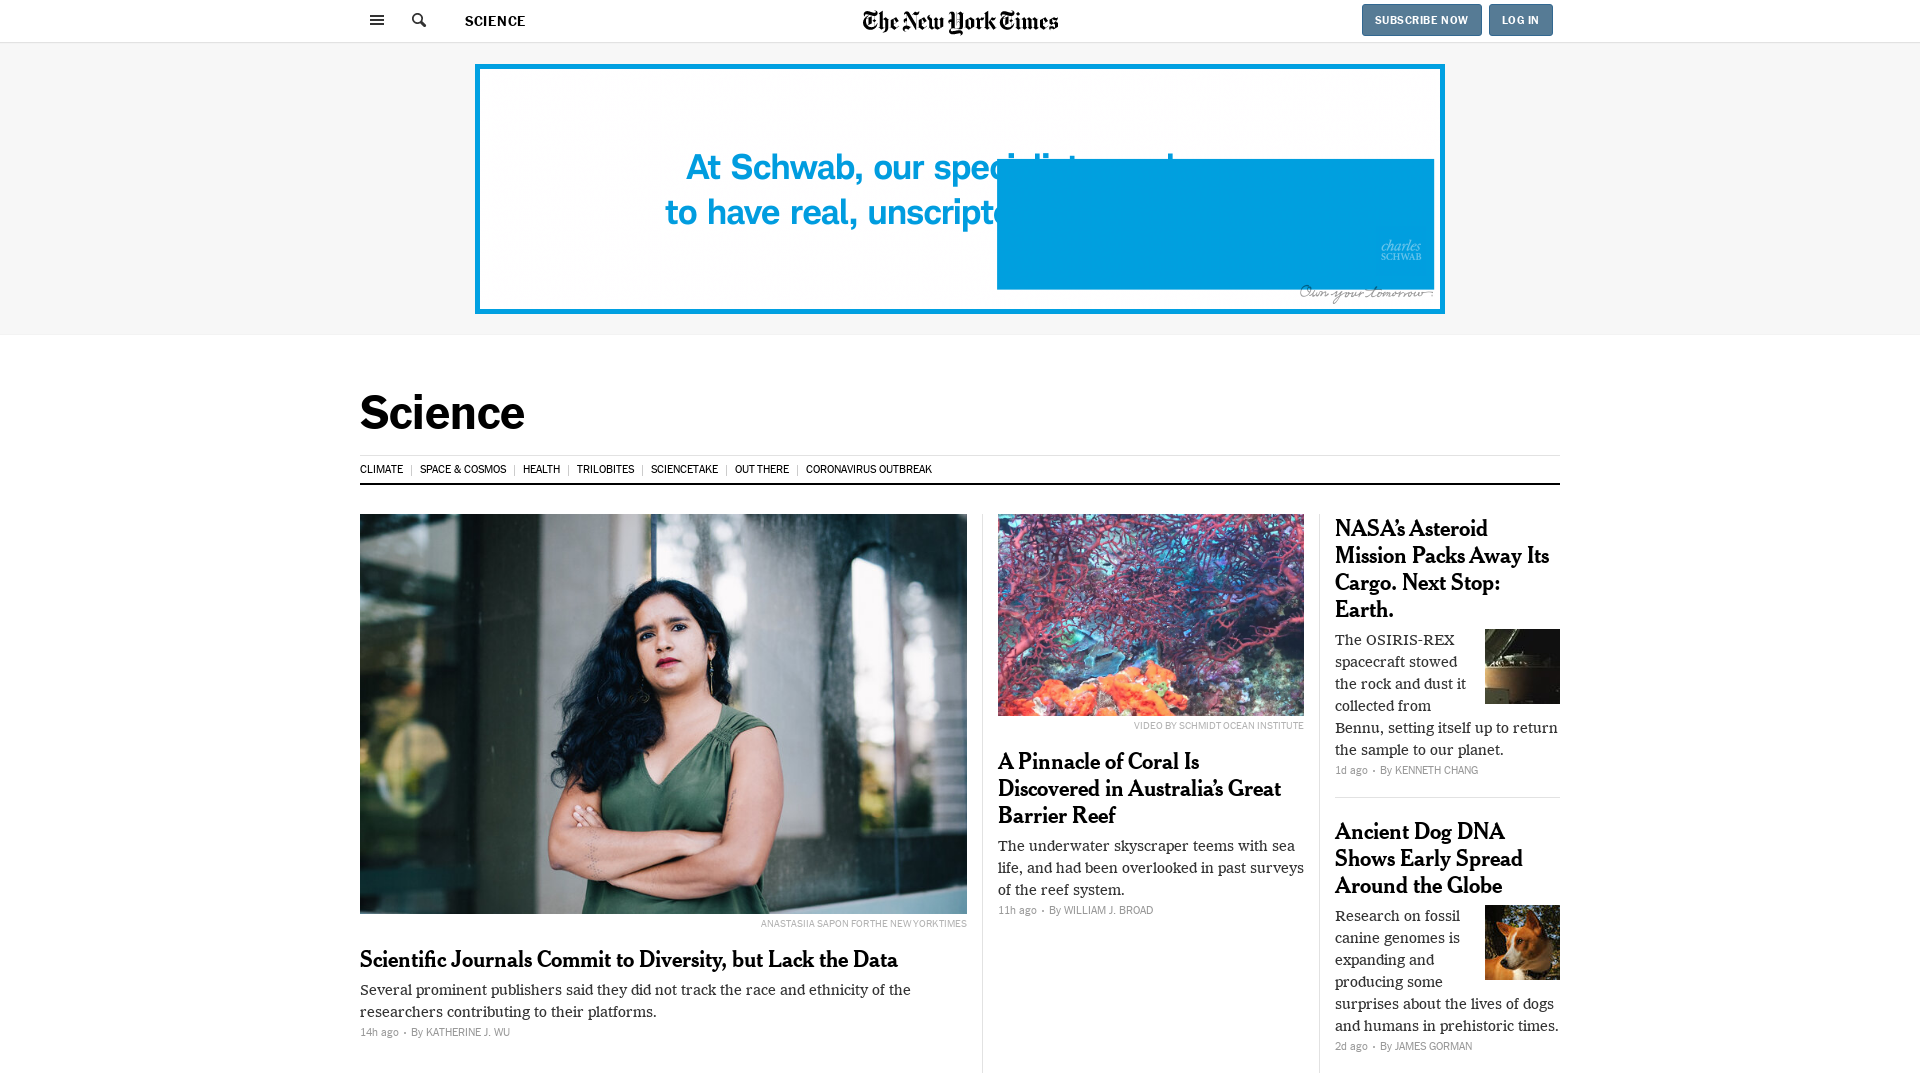 SCIENCE
The New York Times
SUBSCRIBE NOW
LOG IN
At Schwab, our
to have real,
charles
SCHWAB
Own your tomorrow
Science
CLIMATE
SPACE & COSMOS
HEALTH
TRILOBITES
SCIENCETAKE
OUT THERE
CORONAVIRUS OUTBREAK
ANASTASIIA SAPON FOR THE NEW YORK TIMES
Scientific Journals Commit to Diversity, but Lack the Data
Several prominent publishers said they did not track the race and ethnicity of the
researchers contributing to their platforms.
14h ago • By KATHERINE J. WU
VIDEO BY SCHMIDT OCEAN INSTITUTE
A Pinnacle of Coral Is
Discovered in Australia’s Great
Barrier Reef
The underwater skyscraper teems with sea
life, and had been overlooked in past surveys
of the reef system.
11h ago • By WILLIAM J. BROAD
NASA’s Asteroid
Mission Packs Away Its
Cargo. Next Stop:
Earth.
The OSIRIS-REX
spacecraft stowed
the rock and dust it
collected from
Bennu, setting itself up to return
the sample to our planet.
1d ago • By KENNETH CHANG
Ancient Dog DNA
Shows Early Spread
Around the Globe
Research on fossil
canine genomes is
expanding and
producing some
surprises about the lives of dogs
and humans in prehistoric times.
2d ago • By JAMES GORMAN